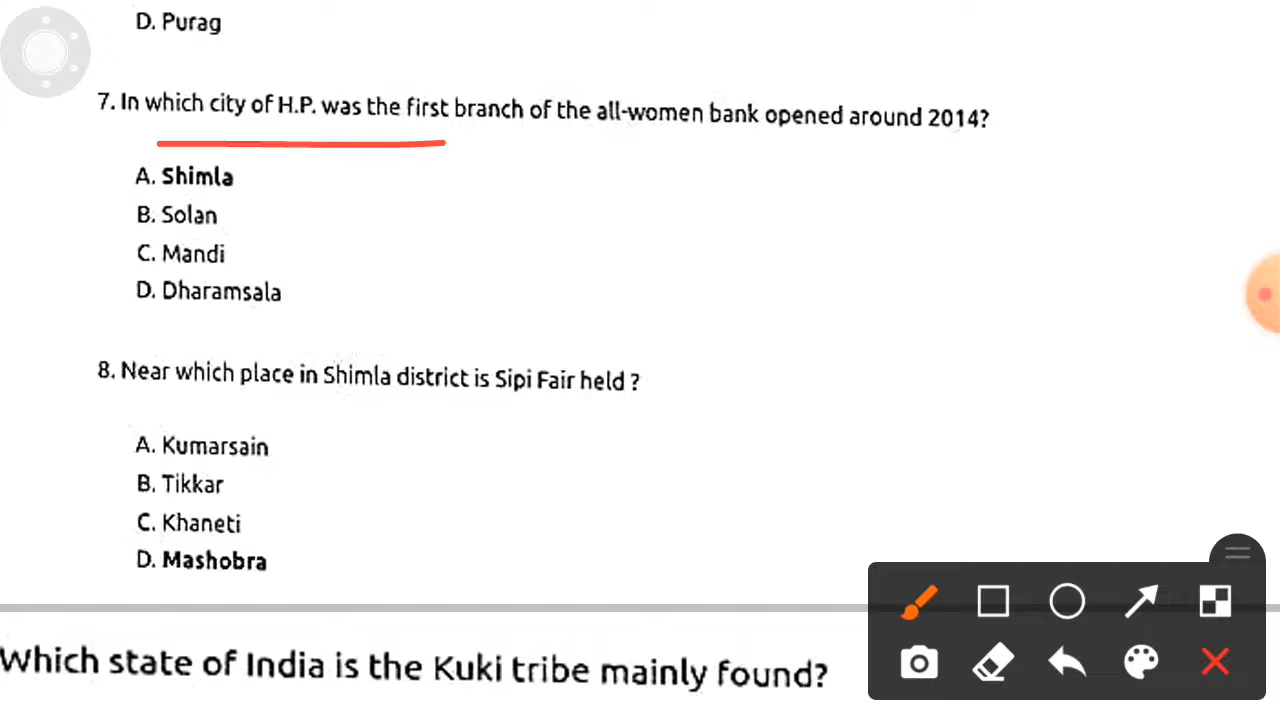 D. Purag
7. In which city of H.P. was the first branch of the all-women bank opened around 2014?
A. Shimla
B. Solan
C. Mandi
D. Dharamsala
8. Near which place in Shimla district is Sipi Fair held ?
A. Kumarsain
B. Tikkar
C. Khaneti
D. Mashobra
Which state of India is the Kuki tribe mainly found?